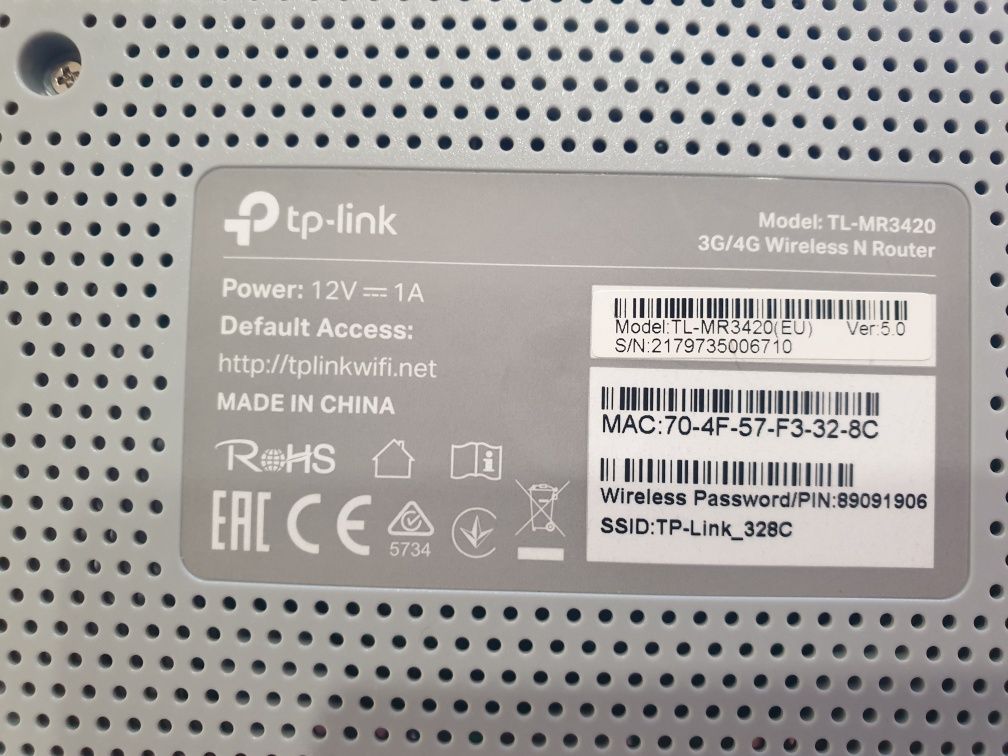 tp-link
Model: TL-MR3420
3G/4G Wireless N Router
Power: 12V ⎓ 1A
Default Access:
http://tplinkwifi.net
MADE IN CHINA
RoHS
EAC CE
5734
Model:TL-MR3420(EU) Ver:5.0
S/N:2179735006710
MAC:70-4F-57-F3-32-8C
Wireless Password/PIN:89091906
SSID:TP-Link_328C